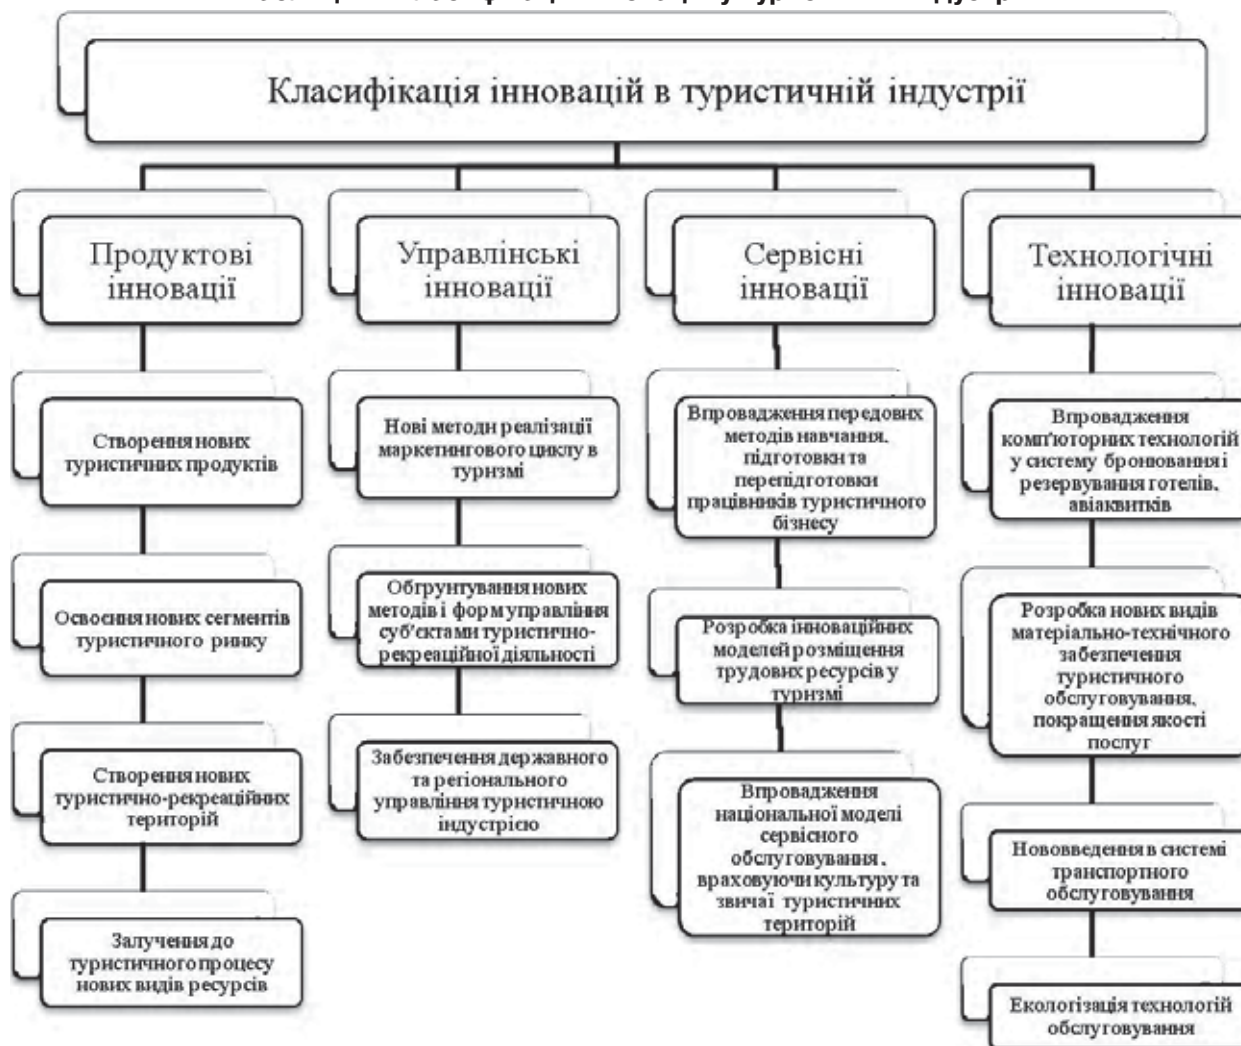 Класифікація інновацій в туристичній індустрії
Продуктові
інновації
Створення нових
туристичних продуктів
Освоєння нових сегментів
туристичного ринку
Створення нових
туристично-рекреаційних
територій
Залучення до
туристичного процесу
нових видів ресурсів
Управлінські
інновації
Нові методи реалізації
маркетингового циклу в
туризмі
Обгрунтування нових
методів і форм управління
суб'єктами туристично-
рекреаційної діяльності
Забезпечення державного
та регіонального
управління туристичною
індустрією
Сервісні
інновації
Впровадження передових
методів навчання,
підготовки та
перепідготовки
працівників туристичного
бізнесу
Розробка інноваційних
моделей розміщення
трудових ресурсів у
туризмі
Впровадження
національної моделі
сервісного
обслуговування,
враховуючи культуру та
звичаї туристичних
територій
Технологічні
інновації
Впровадження
комп'юторних технологій
у систему бронювання і
резервування готелів,
авіаквитків
Розробка нових видів
матеріально-технічного
забезпечення
туристичного
обслуговування,
покращення якості
послуг
Нововведення в системі
транспортного
обслуговування
Екологізація технологій
обслуговування